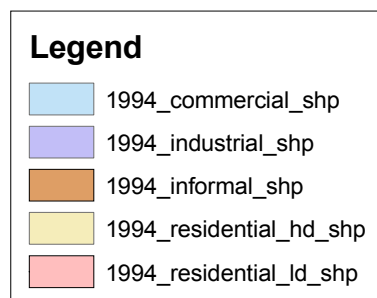 Legend
1994_commercial_shp
1994_industrial_shp
1994_informal_shp
1994_residential_hd_shp
1994_residential_ld_shp